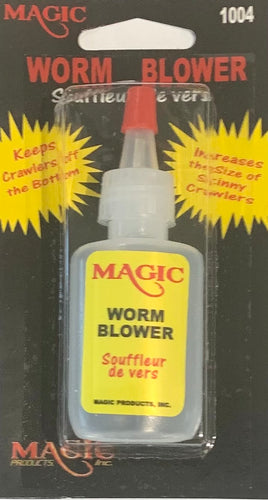 MAGIC
1004
WORM BLOWER
Souffleur de vers
Keeps
Crawlers off
the Bottom
Increases
the Size of
Skinny
Crawlers
MAGIC
WORM
BLOWER
Souffleur
de vers
MAGIC PRODUCTS, INC.
MAGIC
PRODUCTS, Inc.